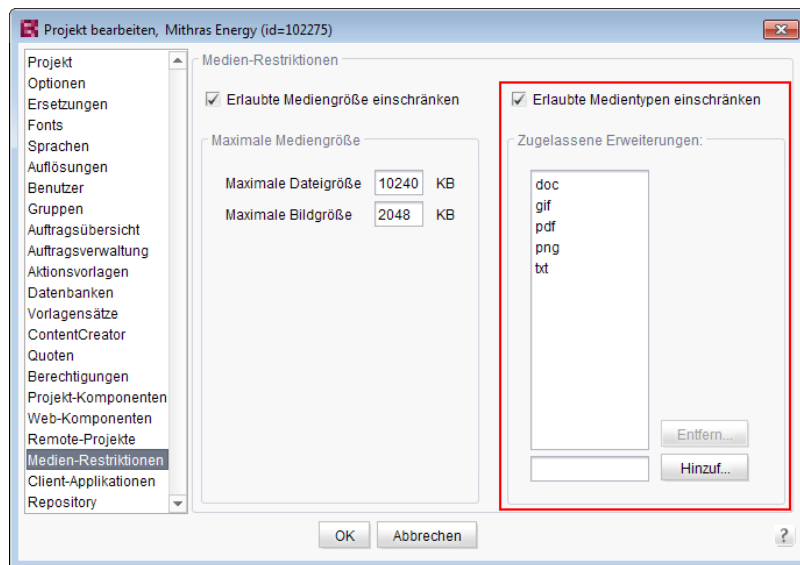 Projekt bearbeiten, Mithras Energy (id=102275)
Projekt
Optionen
Ersetzungen
Fonts
Sprachen
Auflösungen
Benutzer
Gruppen
Auftragsübersicht
Auftragsverwaltung
Aktionsvorlagen
Datenbanken
Vorlagensätze
ContentCreator
Quoten
Berechtigungen
Projekt-Komponenten
Web-Komponenten
Remote-Projekte
Medien-Restriktionen
Client-Applikationen
Repository
Medien-Restriktionen
Erlaubte Mediengröße einschränken
Maximale Mediengröße
Maximale Dateigröße 10240 KB
Maximale Bildgröße 2048 KB
Erlaubte Medientypen einschränken
Zugelassene Erweiterungen:
doc
gif
pdf
png
txt
Entfern...
Hinzuf...
OK Abbrechen
?